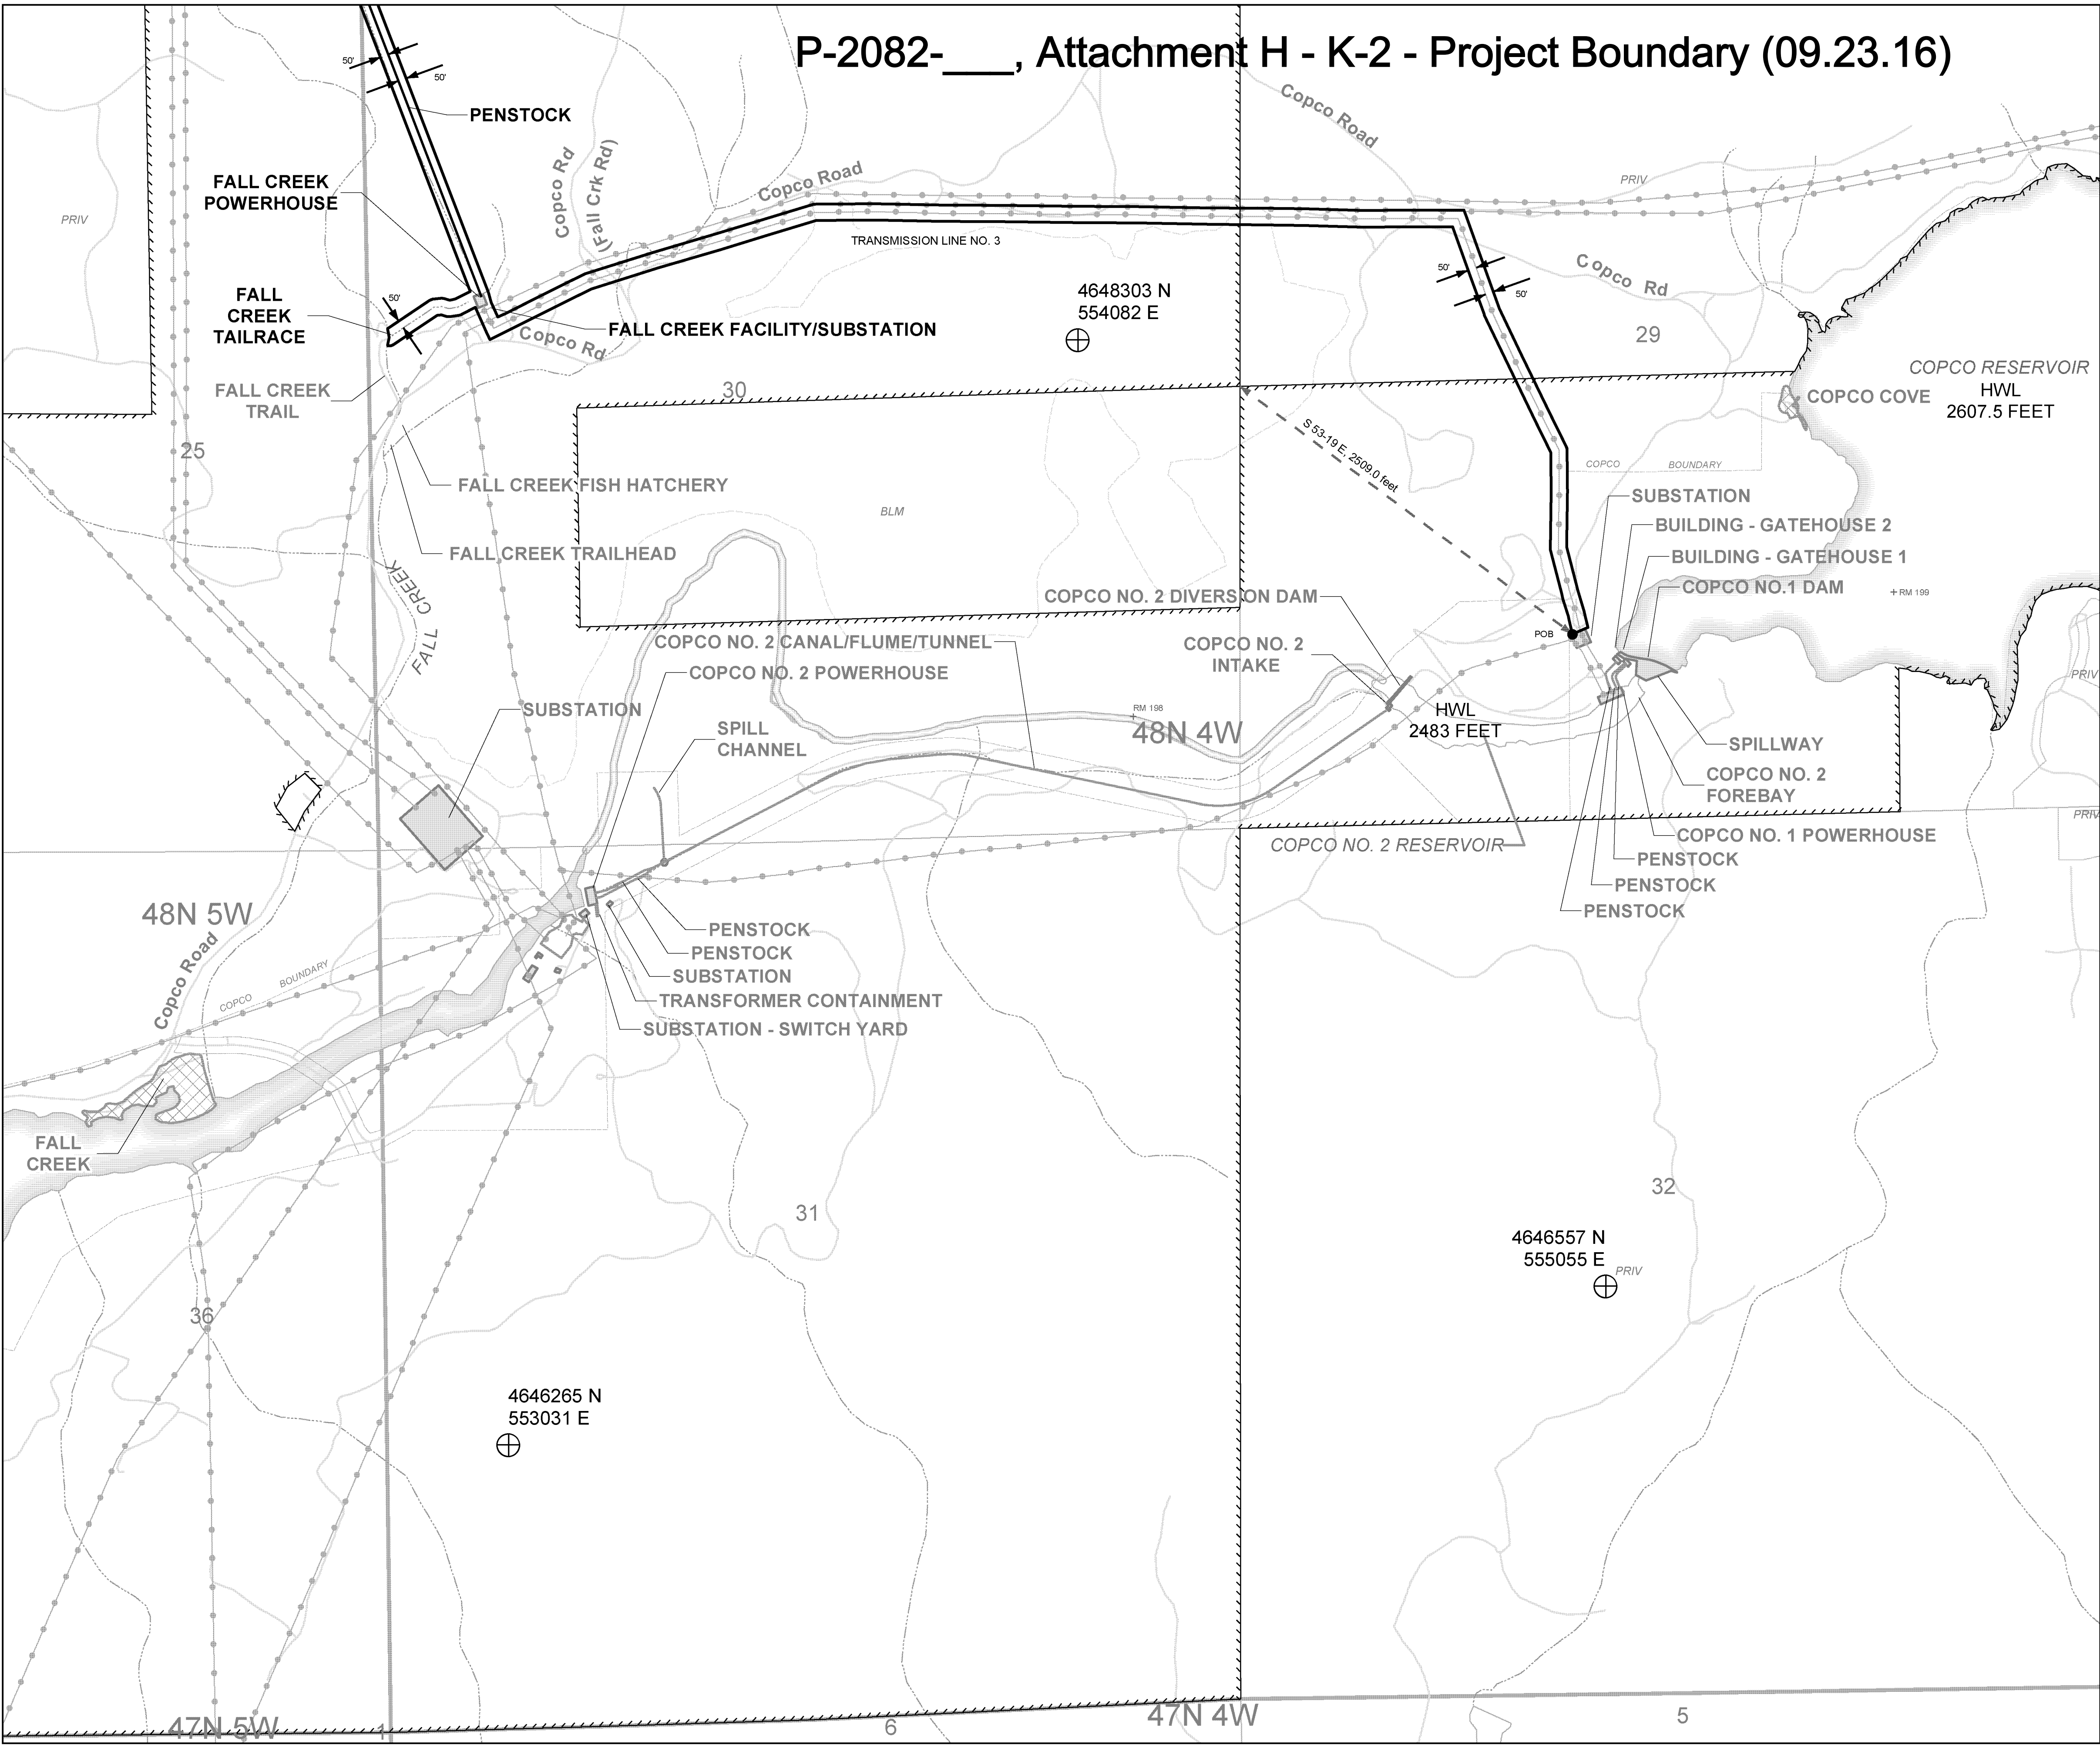 P-2082-___, Attachment H - K-2 - Project Boundary (09.23.16)
50'
50'
PENSTOCK
Copco Road
Copco Rd
(Fall Crk Rd)
Copco Road
PRIV
FALL CREEK
POWERHOUSE
PRIV
TRANSMISSION LINE NO. 3
50'
50'
Copco Rd
FALL
CREEK
TAILRACE
50'
4648303 N
554082 E
FALL CREEK FACILITY/SUBSTATION
Copco Rd
29
COPCO RESERVOIR
HWL
2607.5 FEET
COPCO COVE
FALL CREEK
TRAIL
30
25
S 53-19 E, 2509.0 feet
COPCO BOUNDARY
FALL CREEK FISH HATCHERY
BLM
SUBSTATION
BUILDING - GATEHOUSE 2
BUILDING - GATEHOUSE 1
COPCO NO.1 DAM
RM 199
FALL CREEK TRAILHEAD
FALL CREEK
COPCO NO. 2 DIVERSION DAM
POB
COPCO NO. 2 CANAL/FLUME/TUNNEL
COPCO NO. 2
INTAKE
COPCO NO. 2 POWERHOUSE
PRIV
SUBSTATION
RM 198
48N 4W
HWL
2483 FEET
SPILL
CHANNEL
SPILLWAY
COPCO NO. 2
FOREBAY
PRIV
COPCO NO. 2 RESERVOIR
COPCO NO. 1 POWERHOUSE
PENSTOCK
PENSTOCK
PENSTOCK
48N 5W
PENSTOCK
PENSTOCK
SUBSTATION
TRANSFORMER CONTAINMENT
SUBSTATION - SWITCH YARD
Copco Road
COPCO BOUNDARY
FALL
CREEK
31
32
4646557 N
555055 E
PRIV
36
4646265 N
553031 E
47N 5W
1
6
47N 4W
5